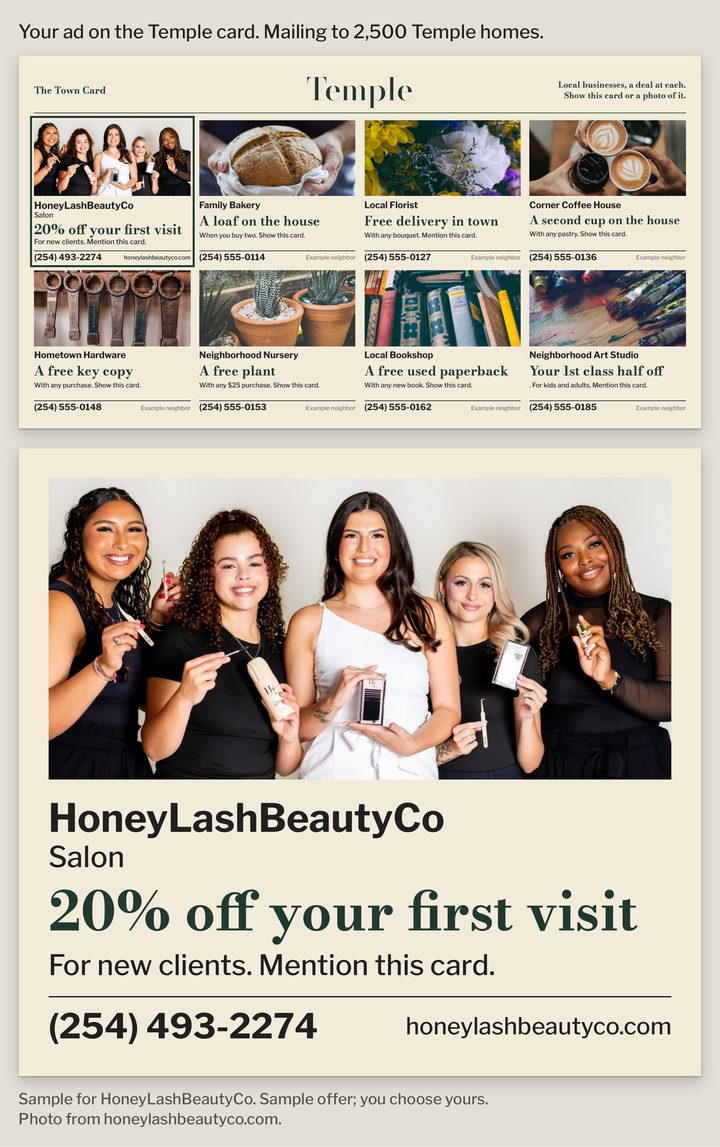 Your ad on the Temple card. Mailing to 2,500 Temple homes.
The Town Card
Temple
Local businesses, a deal at each.
Show this card or a photo of it.
HoneyLashBeautyCo
Salon
20% off your first visit
For new clients. Mention this card.
(254) 493-2274
honeylashbeautyco.com
Family Bakery
A loaf on the house
When you buy two. Show this card.
(254) 555-0114
Example neighbor
Local Florist
Free delivery in town
With any bouquet. Mention this card.
(254) 555-0127
Example neighbor
Corner Coffee House
A second cup on the house
With any pastry. Show this card.
(254) 555-0136
Example neighbor
Hometown Hardware
A free key copy
With any purchase. Show this card.
(254) 555-0148
Example neighbor
Neighborhood Nursery
A free plant
With any $25 purchase. Show this card.
(254) 555-0153
Example neighbor
Local Bookshop
A free used paperback
With any new book. Show this card.
(254) 555-0162
Example neighbor
Neighborhood Art Studio
Your 1st class half off
. For kids and adults. Mention this card.
(254) 555-0185
Example neighbor
HoneyLashBeautyCo
Salon
20% off your first visit
For new clients. Mention this card.
(254) 493-2274
honeylashbeautyco.com
Sample for HoneyLashBeautyCo. Sample offer; you choose yours.
Photo from honeylashbeautyco.com.